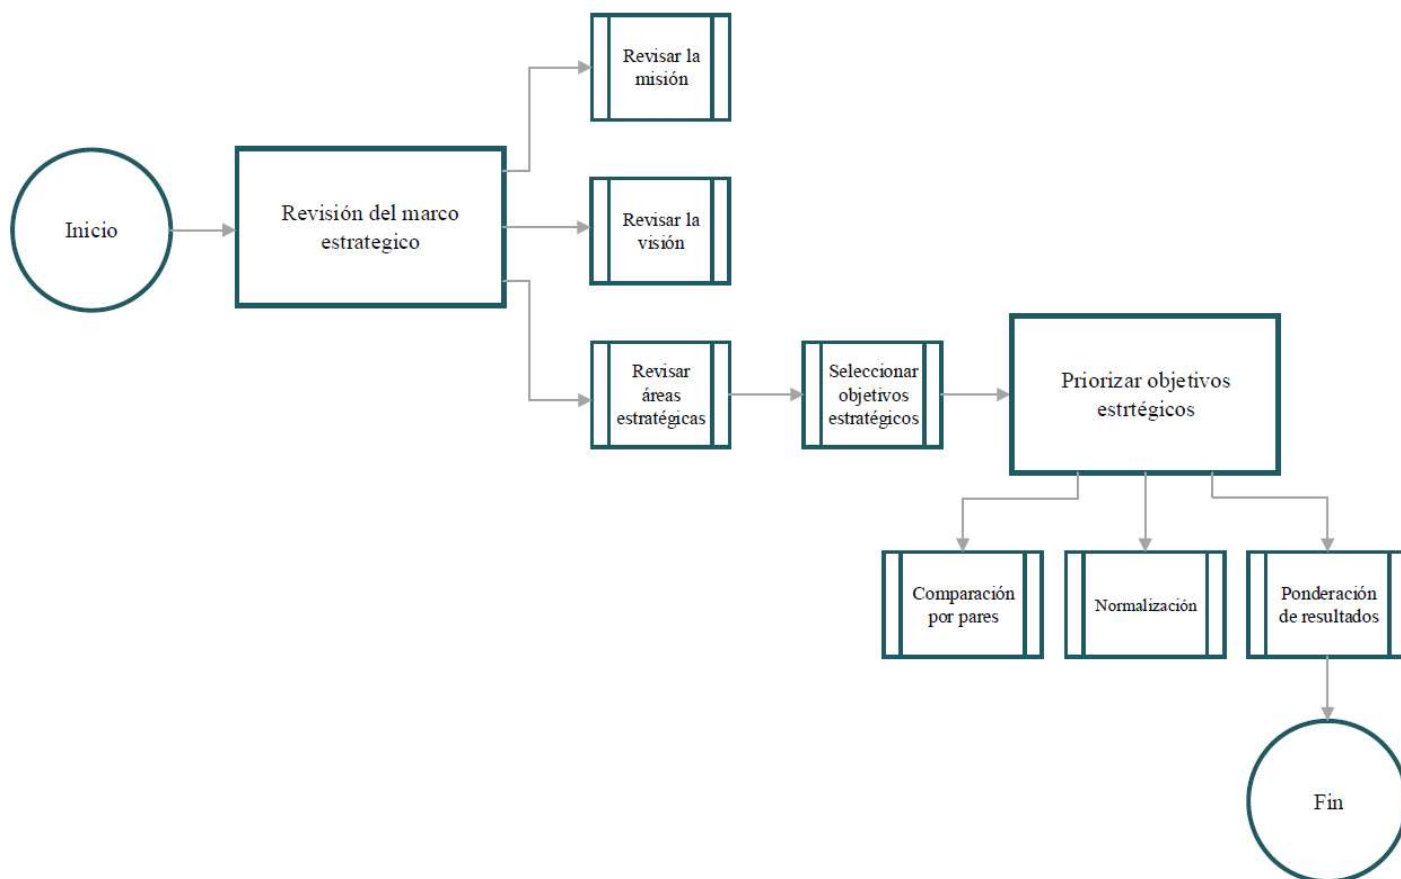 Revisar la
misión
Inicio
Revisión del marco
estrategico
Revisar la
visión
Revisar
áreas
estratégicas
Seleccionar
objetivos
estratégicos
Priorizar objetivos
estrtégicos
Comparación
por pares
Normalización
Ponderación
de resultados
Fin